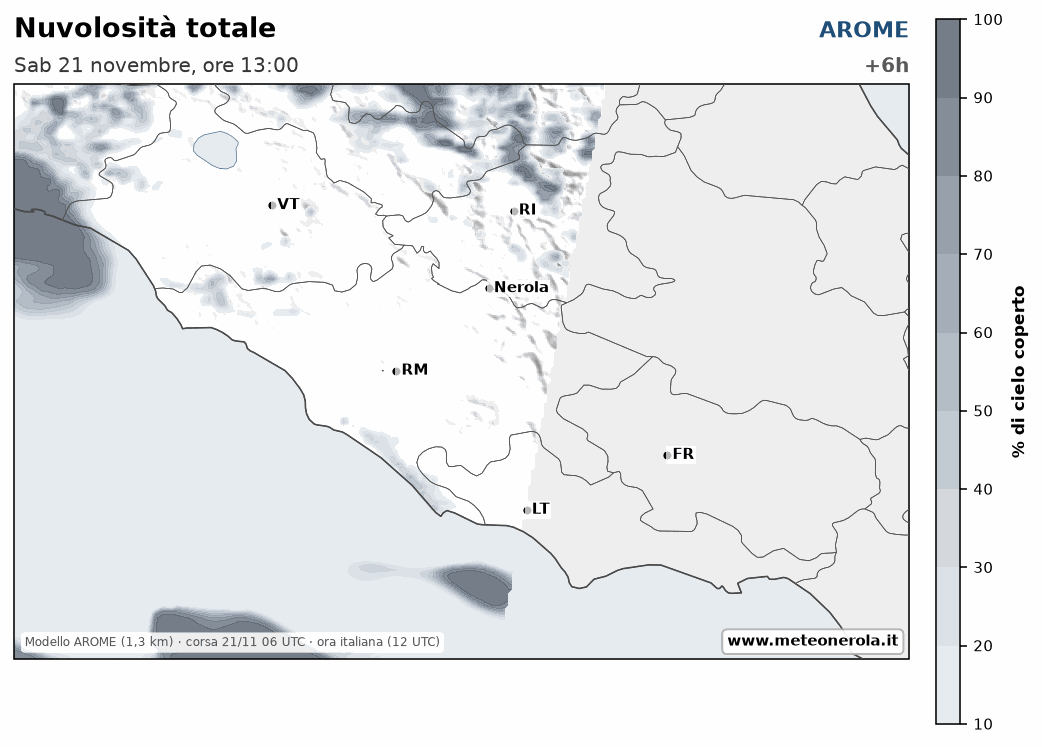 Nuvolosità totale
AROME
Sab 21 novembre, ore 13:00
+6h
100
90
80
70
60
50
40
30
20
10
% di cielo coperto
VT
RI
Nerola
RM
FR
LT
Modello AROME (1,3 km) · corsa 21/11 06 UTC · ora italiana (12 UTC)
www.meteonerola.it